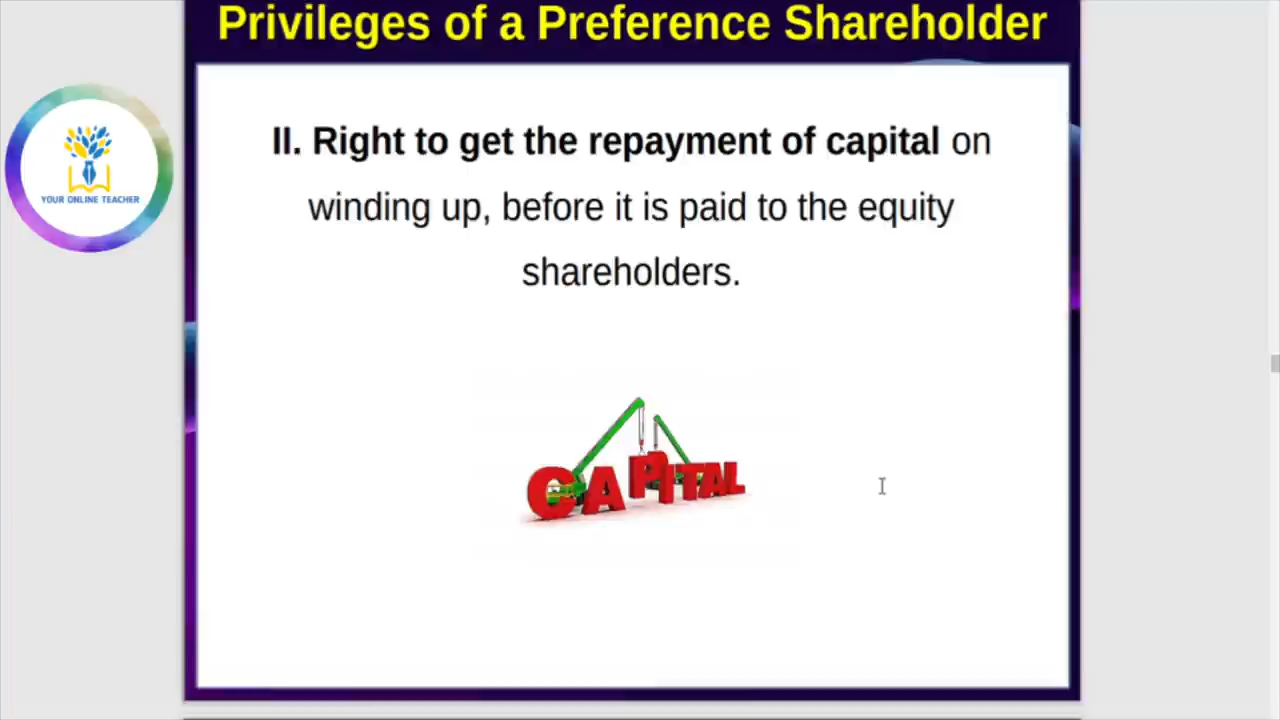 Privileges of a Preference Shareholder
YOUR ONLINE TEACHER
II. Right to get the repayment of capital on
winding up, before it is paid to the equity
shareholders.
CAPITAL